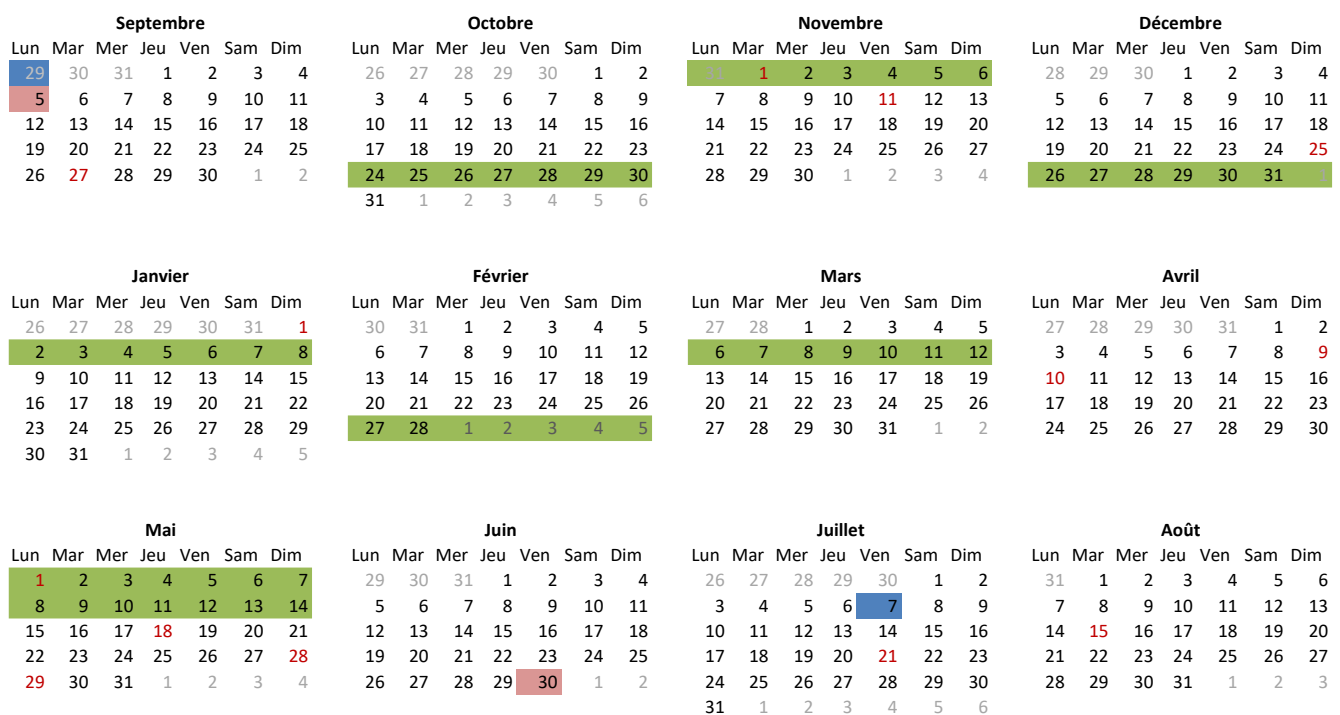 Septembre Octobre Novembre Décembre
Lun Mar Mer Jeu Ven Sam Dim Lun Mar Mer Jeu Ven Sam Dim Lun Mar Mer Jeu Ven Sam Dim Lun Mar Mer Jeu Ven Sam Dim
29 30 31 1 2 3 4 26 27 28 29 30 1 2 31 1 2 3 4 5 6 28 29 30 1 2 3 4
5 6 7 8 9 10 11 3 4 5 6 7 8 9 7 8 9 10 11 12 13 5 6 7 8 9 10 11
12 13 14 15 16 17 18 10 11 12 13 14 15 16 14 15 16 17 18 19 20 12 13 14 15 16 17 18
19 20 21 22 23 24 25 17 18 19 20 21 22 23 21 22 23 24 25 26 27 19 20 21 22 23 24 25
26 27 28 29 30 1 2 24 25 26 27 28 29 30 28 29 30 1 2 3 4 26 27 28 29 30 31 1
31 1 2 3 4 5 6
Janvier Février Mars Avril
Lun Mar Mer Jeu Ven Sam Dim Lun Mar Mer Jeu Ven Sam Dim Lun Mar Mer Jeu Ven Sam Dim Lun Mar Mer Jeu Ven Sam Dim
26 27 28 29 30 31 1 30 31 1 2 3 4 5 27 28 1 2 3 4 5 27 28 29 30 31 1 2
2 3 4 5 6 7 8 6 7 8 9 10 11 12 6 7 8 9 10 11 12 3 4 5 6 7 8 9
9 10 11 12 13 14 15 13 14 15 16 17 18 19 13 14 15 16 17 18 19 10 11 12 13 14 15 16
16 17 18 19 20 21 22 20 21 22 23 24 25 26 20 21 22 23 24 25 26 17 18 19 20 21 22 23
23 24 25 26 27 28 29 27 28 1 2 3 4 5 27 28 29 30 31 1 2 24 25 26 27 28 29 30
30 31 1 2 3 4 5
Mai Juin Juillet Août
Lun Mar Mer Jeu Ven Sam Dim Lun Mar Mer Jeu Ven Sam Dim Lun Mar Mer Jeu Ven Sam Dim Lun Mar Mer Jeu Ven Sam Dim
1 2 3 4 5 6 7 29 30 31 1 2 3 4 26 27 28 29 30 1 2 31 1 2 3 4 5 6
8 9 10 11 12 13 14 5 6 7 8 9 10 11 3 4 5 6 7 8 9 7 8 9 10 11 12 13
15 16 17 18 19 20 21 12 13 14 15 16 17 18 10 11 12 13 14 15 16 14 15 16 17 18 19 20
22 23 24 25 26 27 28 19 20 21 22 23 24 25 17 18 19 20 21 22 23 21 22 23 24 25 26 27
29 30 31 1 2 3 4 26 27 28 29 30 1 2 24 25 26 27 28 29 30 28 29 30 31 1 2 3
31 1 2 3 4 5 6